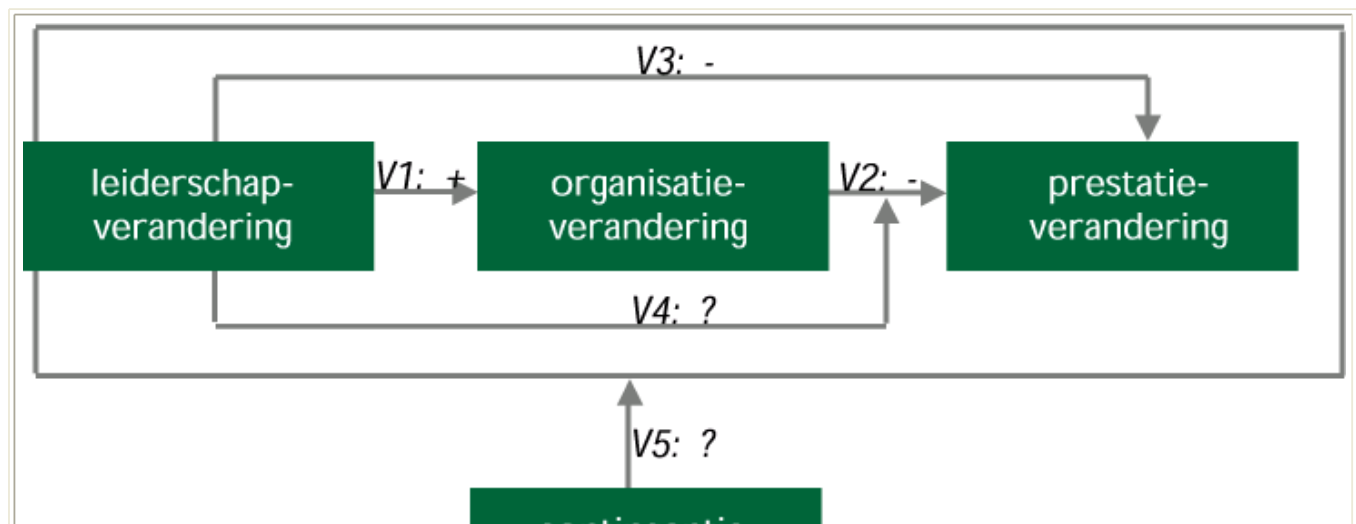 V3: -
leiderschap-
verandering
V1: +
organisatie-
verandering
V2: -
prestatie-
verandering
V4: ?
V5: ?